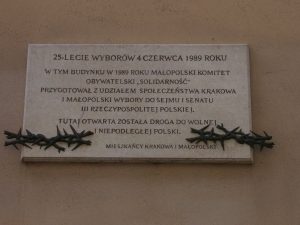 25-LECIE WYBORÓW 4 CZERWCA 1989 ROKU
W TYM BUDYNKU W 1989 ROKU MAŁOPOLSKI KOMITET
OBYWATELSKI „SOLIDARNOŚĆ"
PRZYGOTOWAŁ Z UDZIAŁEM SPOŁECZEŃSTWA KRAKOWA
I MAŁOPOLSKI WYBORY DO SEJMU I SENATU
III RZECZYPOSPOLITEJ POLSKIEJ.
TUTAJ OTWARTA ZOSTAŁA DROGA DO WOLNEJ
I NIEPODLEGŁEJ POLSKI.
MIESZKAŃCY KRAKOWA I MAŁOPOLSKI